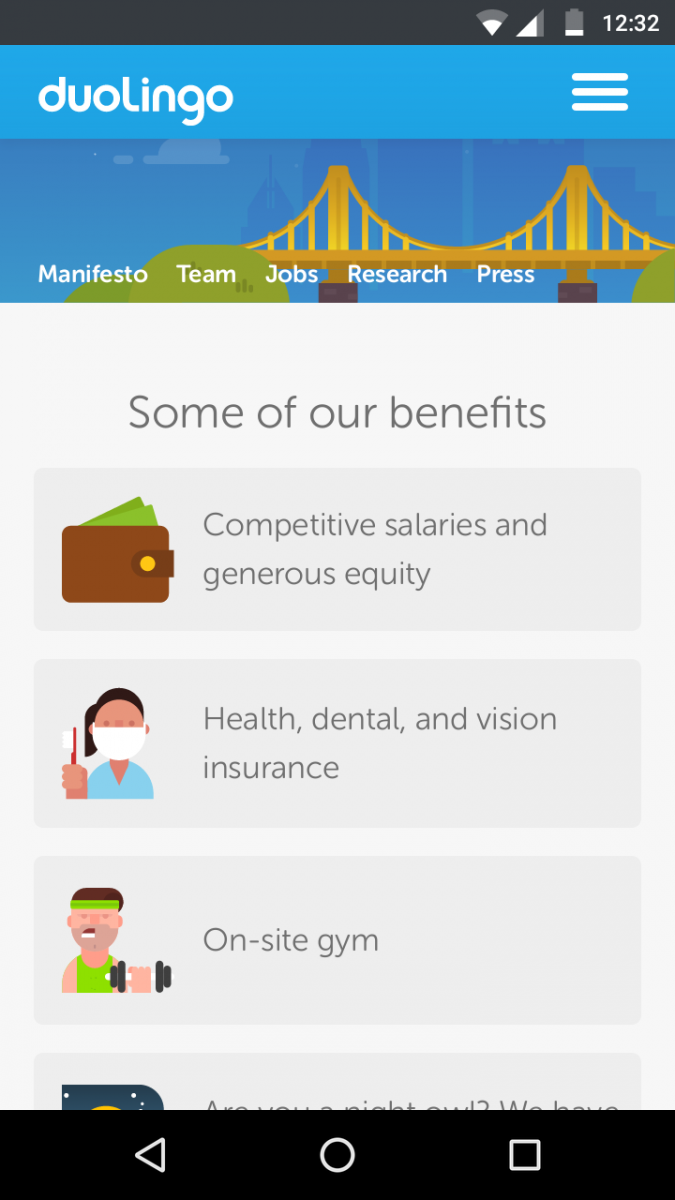 12:32
duolingo
Manifesto Team Jobs Research Press
Some of our benefits
Competitive salaries and
generous equity
Health, dental, and vision
insurance
On-site gym
Are you a night owl? We have